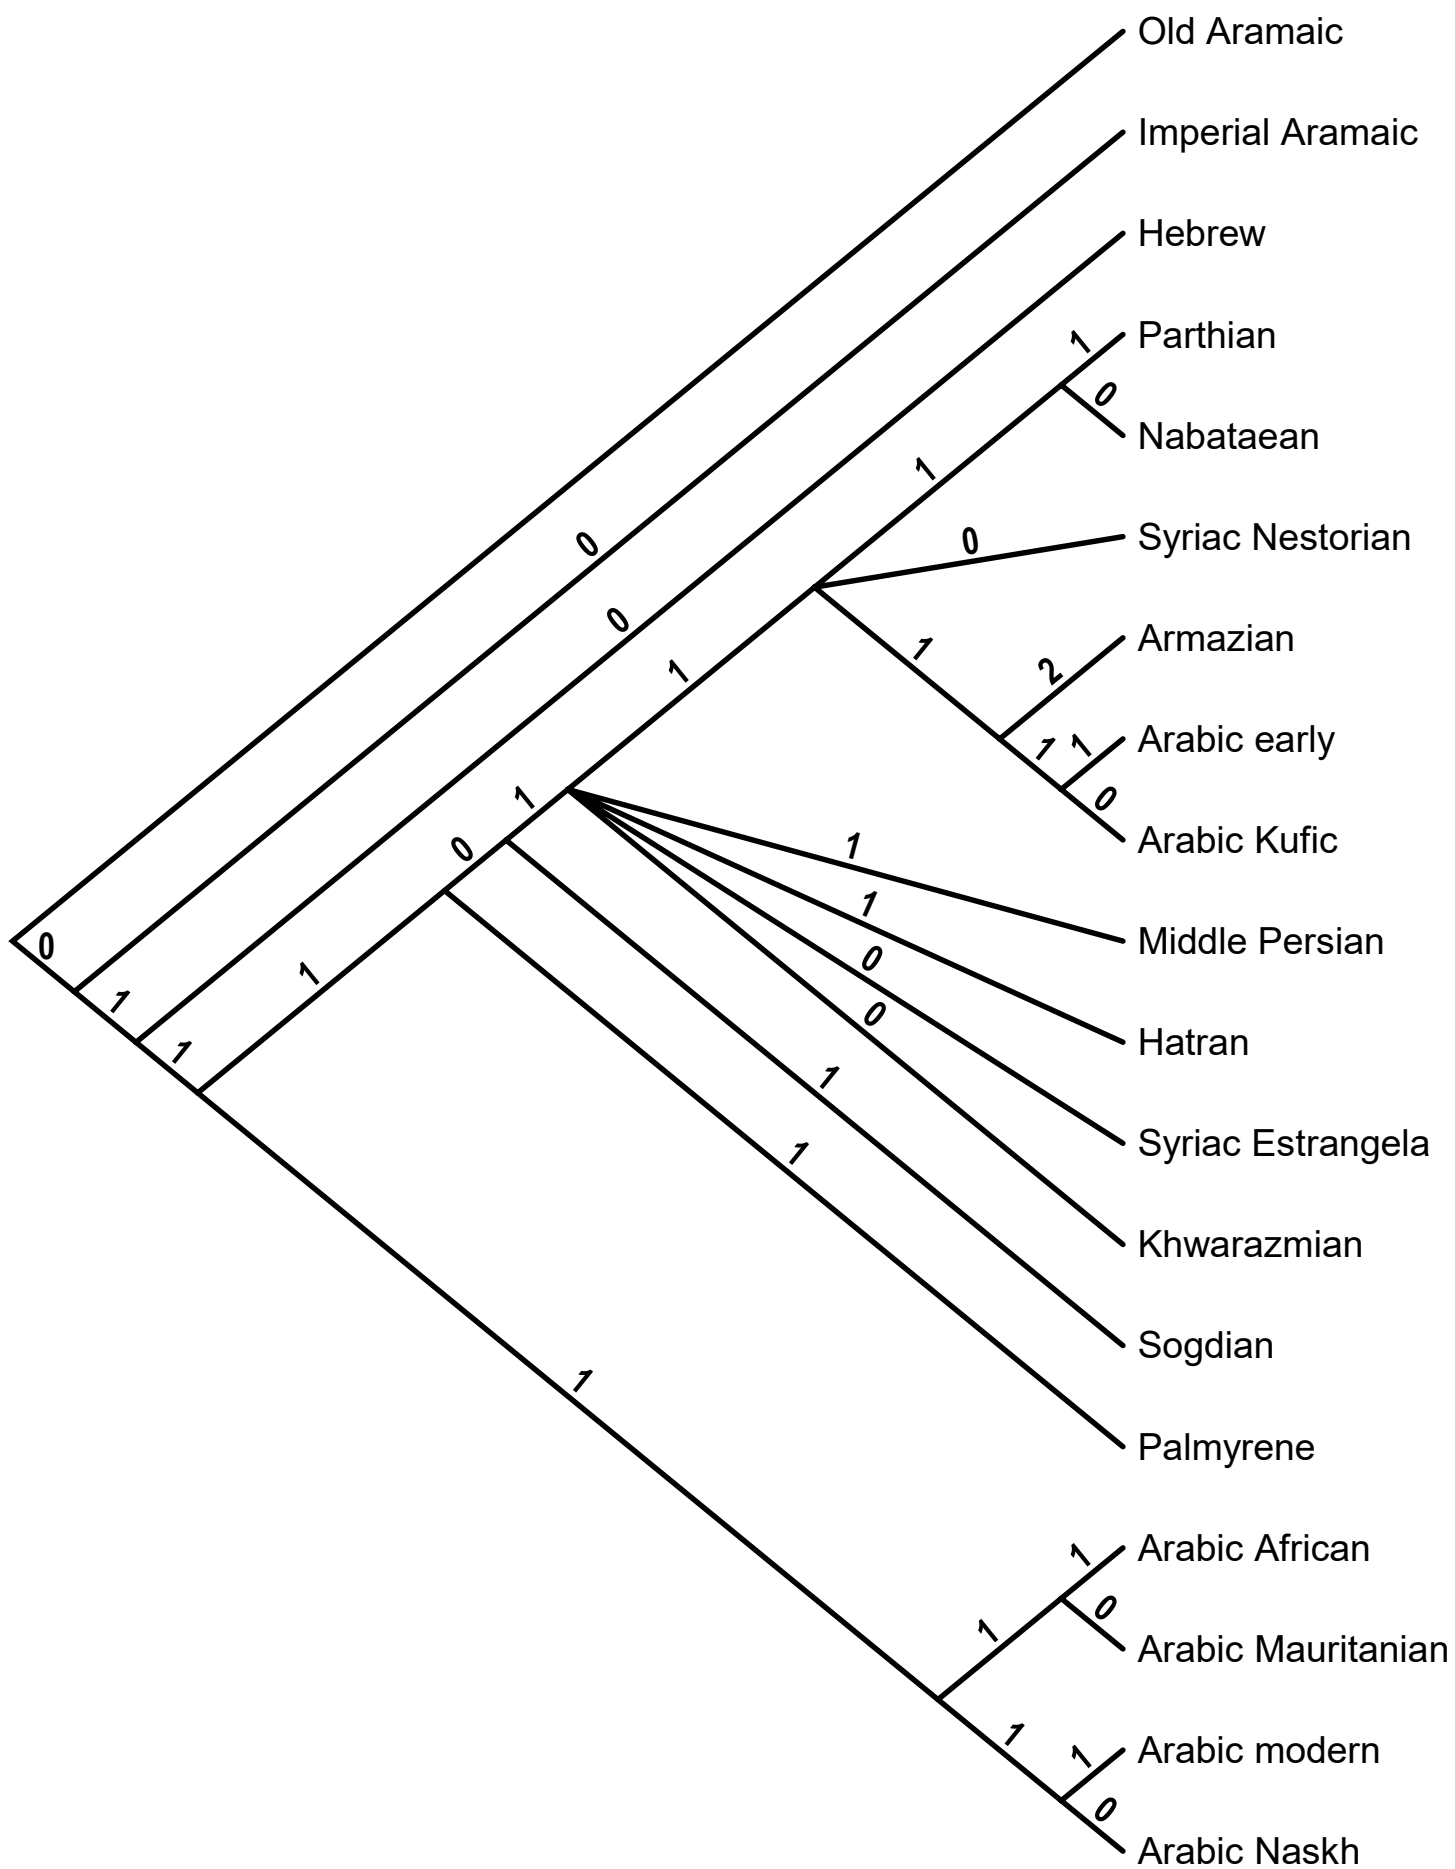 Old Aramaic
Imperial Aramaic
Hebrew
1
Parthian
0
Nabataean
1
0
Syriac Nestorian
0
0
1
1
2
Armazian
1
1
Arabic early
1
0
Arabic Kufic
0
1
Middle Persian
1
0
0
1
1
0
Hatran
1
1
1
Syriac Estrangela
Khwarazmian
Sogdian
1
Palmyrene
1
Arabic African
1
0
Arabic Mauritanian
1
1
Arabic modern
0
Arabic Naskh